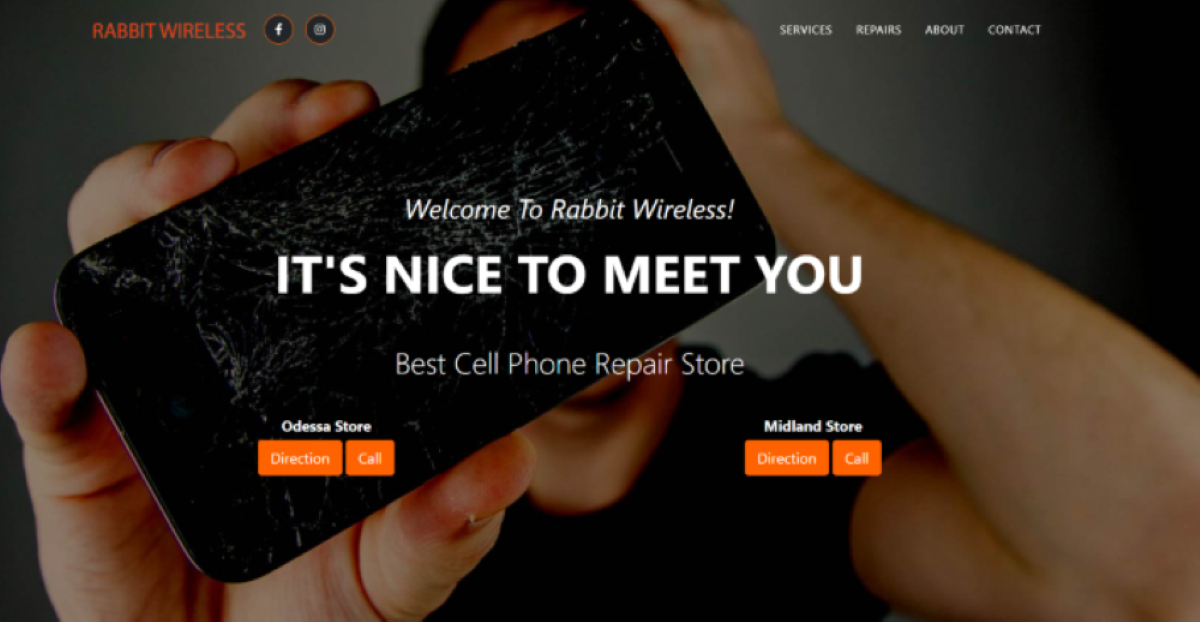 RABBIT WIRELESS
SERVICES REPAIRS ABOUT CONTACT
Welcome To Rabbit Wireless!
IT'S NICE TO MEET YOU
Best Cell Phone Repair Store
Odessa Store
Direction Call
Midland Store
Direction Call